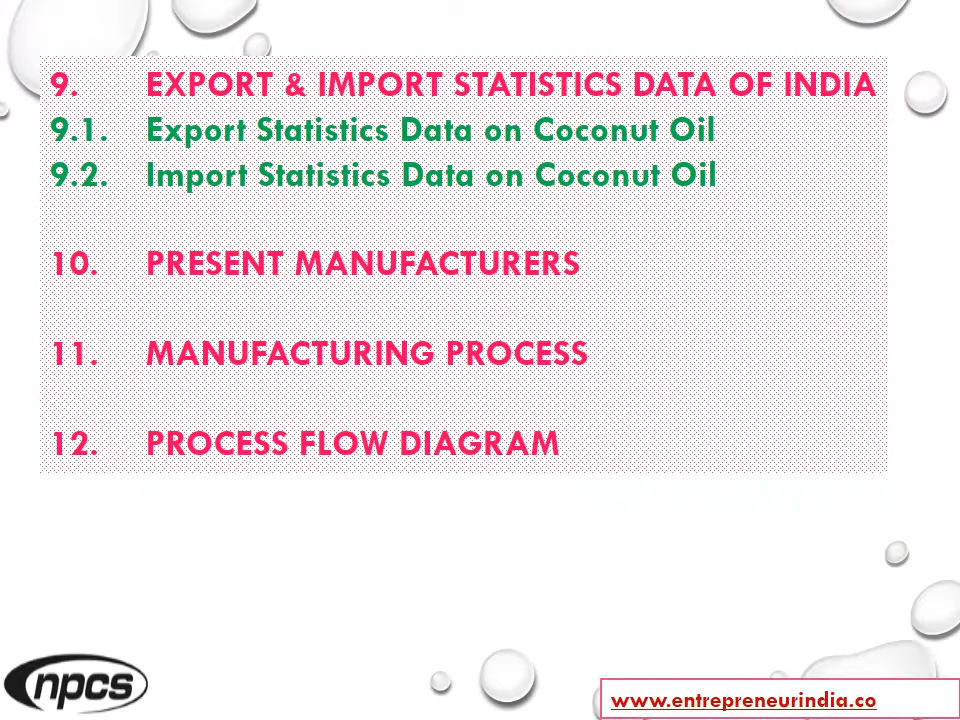 9. EXPORT & IMPORT STATISTICS DATA OF INDIA
9.1. Export Statistics Data on Coconut Oil
9.2. Import Statistics Data on Coconut Oil
10. PRESENT MANUFACTURERS
11. MANUFACTURING PROCESS
12. PROCESS FLOW DIAGRAM
npcs
www.entrepreneurindia.co